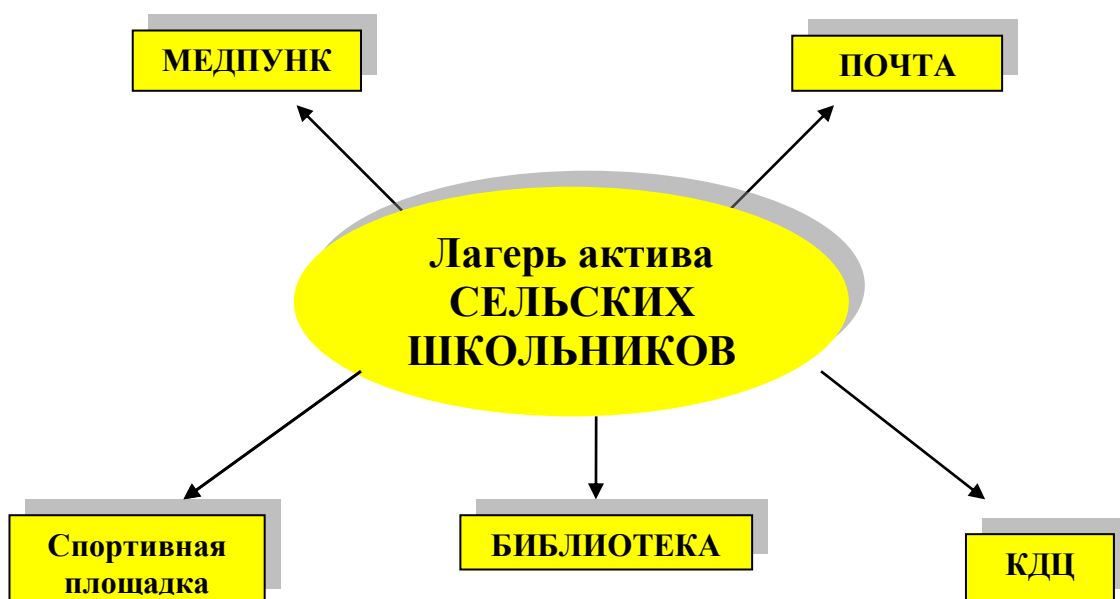 МЕДПУНК
ПОЧТА
Лагерь актива
СЕЛЬСКИХ
ШКОЛЬНИКОВ
Спортивная
площадка
БИБЛИОТЕКА
КДЦ